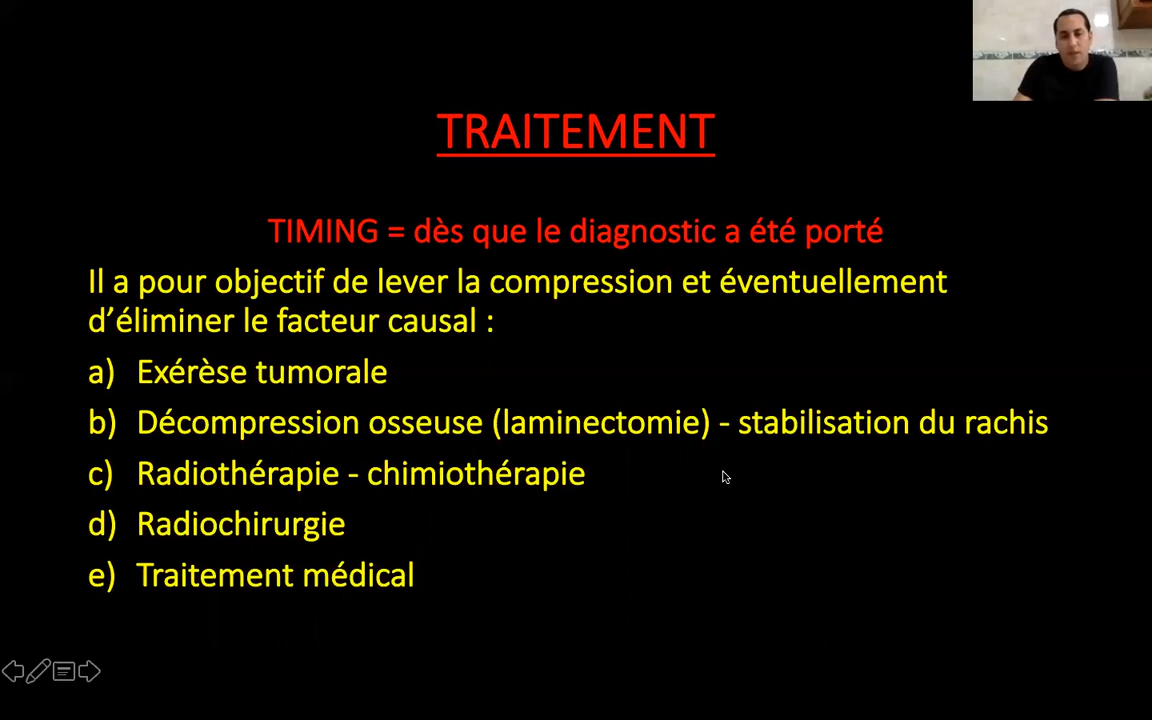 TRAITEMENT
TIMING = dès que le diagnostic a été porté
Il a pour objectif de lever la compression et éventuellement
d’éliminer le facteur causal :
a) Exérèse tumorale
b) Décompression osseuse (laminectomie) - stabilisation du rachis
c) Radiothérapie - chimiothérapie
d) Radiochirurgie
e) Traitement médical